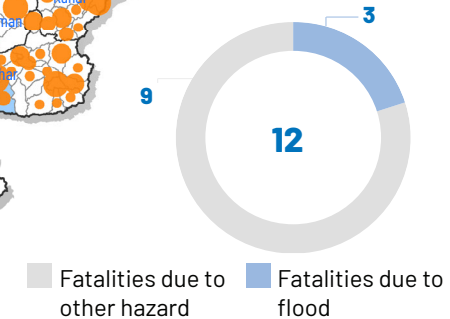 3
9
12
Fatalities due to
other hazard
Fatalities due to
flood